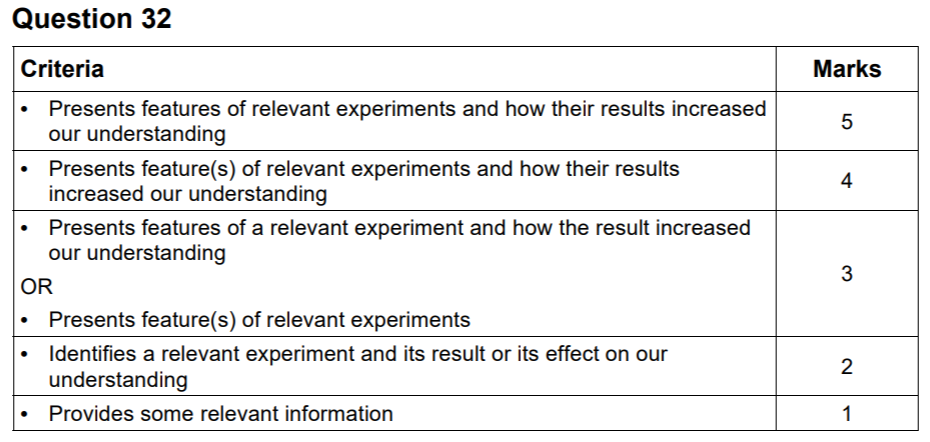 Question 32
Criteria Marks
• Presents features of relevant experiments and how their results increased
our understanding
5
• Presents feature(s) of relevant experiments and how their results
increased our understanding
4
• Presents features of a relevant experiment and how the result increased
our understanding
OR
• Presents feature(s) of relevant experiments
3
• Identifies a relevant experiment and its result or its effect on our
understanding
2
• Provides some relevant information 1